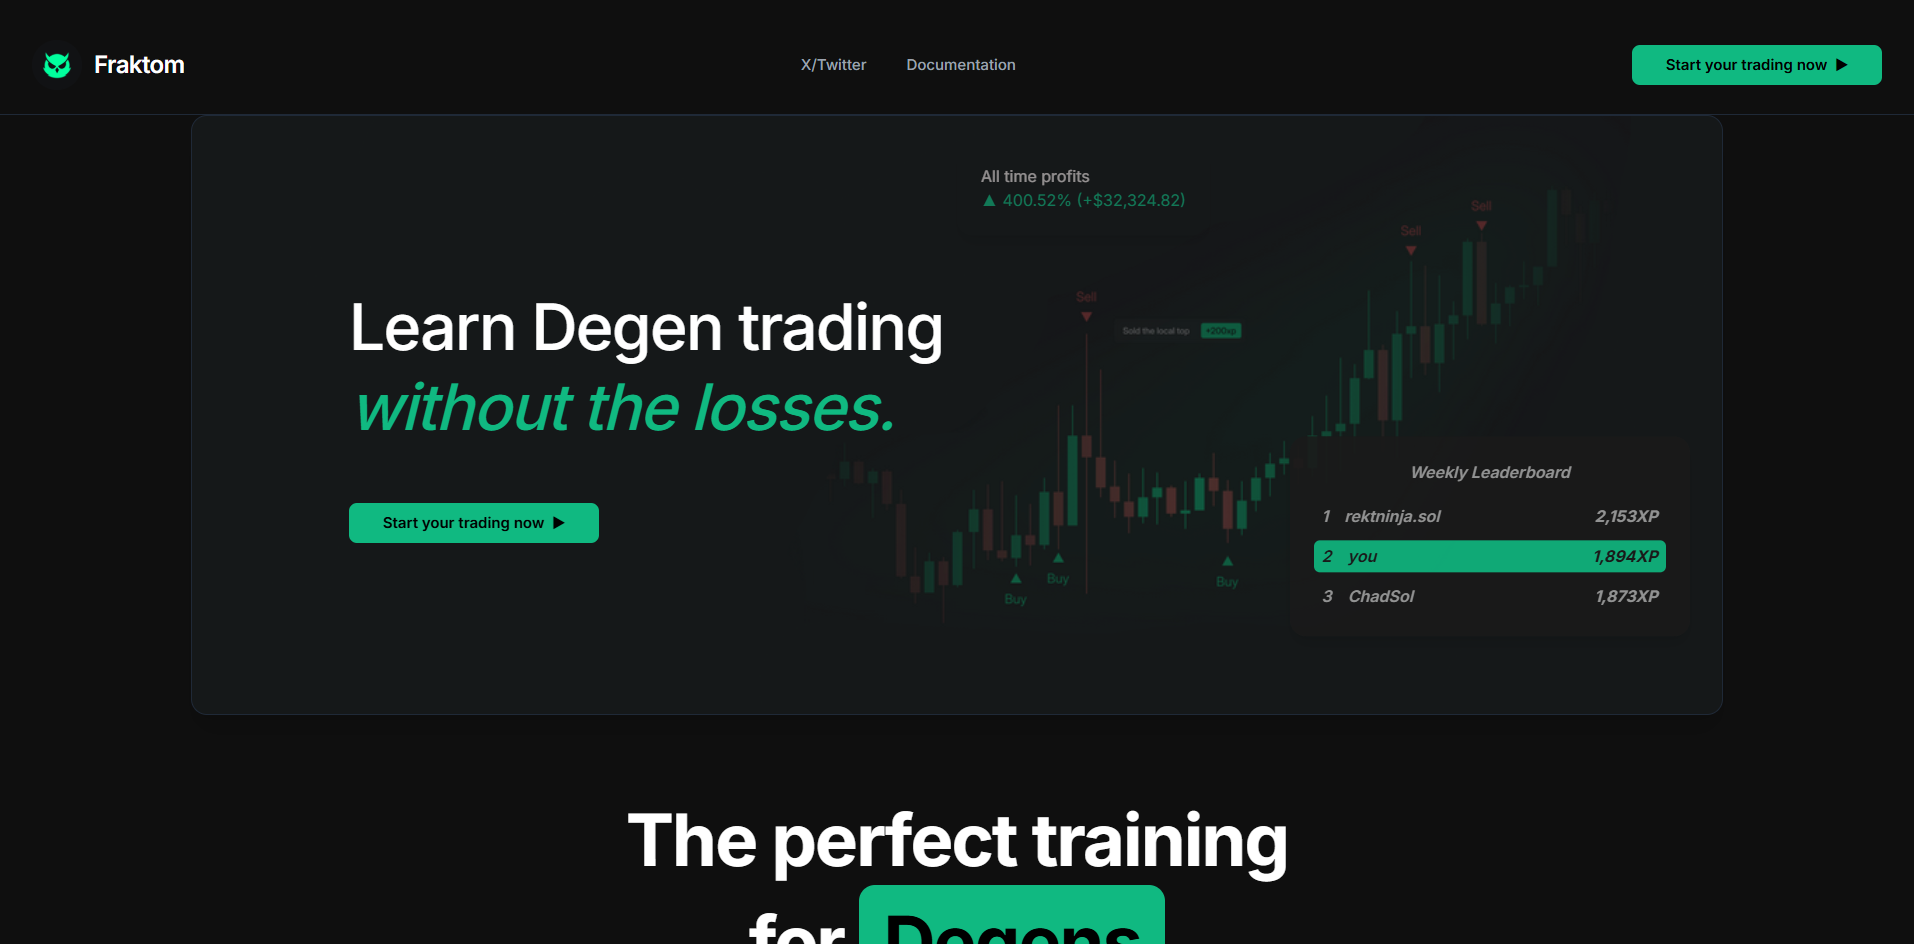 Fraktom
X/Twitter
Documentation
Start your trading now ▶
All time profits
▲ 400.52% (+$32,324.82)
Learn Degen trading
without the losses.
Start your trading now ▶
Sell
Sell
Sell
Sold the local top +200xp
Buy
Buy
Buy
Weekly Leaderboard
1 rektninja.sol 2,153XP
2 you 1,894XP
3 ChadSol 1,873XP
The perfect training
for Degens